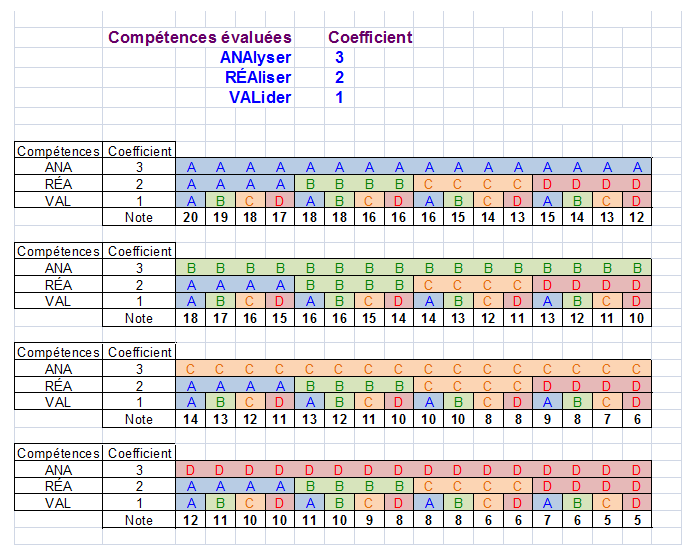 Compétences évaluées Coefficient
ANAlyser 3
RÉAliser 2
VALider 1
Compétences Coefficient
ANA 3 A A A A A A A A A A A A A A A A
RÉA 2 A A A A B B B B C C C C D D D D
VAL 1 A B C D A B C D A B C D A B C D
Note 20 19 18 17 18 18 16 16 16 15 14 13 15 14 13 12
Compétences Coefficient
ANA 3 B B B B B B B B B B B B B B B B
RÉA 2 A A A A B B B B C C C C D D D D
VAL 1 A B C D A B C D A B C D A B C D
Note 18 17 16 15 16 16 15 14 14 13 12 11 13 12 11 10
Compétences Coefficient
ANA 3 C C C C C C C C C C C C C C C C
RÉA 2 A A A A B B B B C C C C D D D D
VAL 1 A B C D A B C D A B C D A B C D
Note 14 13 12 11 13 12 11 10 10 10 8 8 9 8 7 6
Compétences Coefficient
ANA 3 D D D D D D D D D D D D D D D D
RÉA 2 A A A A B B B B C C C C D D D D
VAL 1 A B C D A B C D A B C D A B C D
Note 12 11 10 10 11 10 9 8 8 8 6 6 7 6 5 5